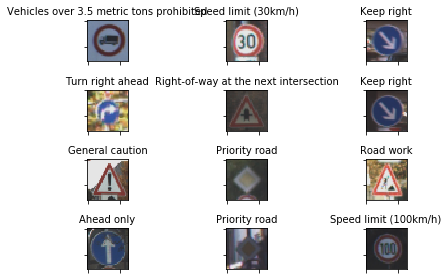 Vehicles over 3.5 metric tons prohibited
Speed limit (30km/h)
Keep right
30
Turn right ahead
Right-of-way at the next intersection
Keep right
General caution
Priority road
Road work
Ahead only
Priority road
Speed limit (100km/h)
100